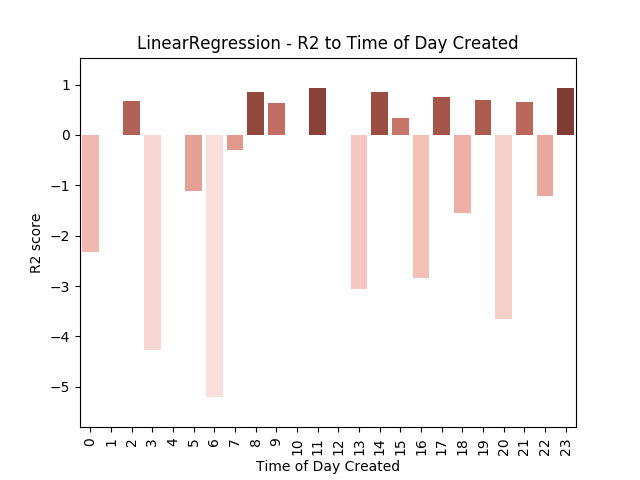 LinearRegression - R2 to Time of Day Created
1
0
−1
−2
−3
−4
−5
R2 score
0 1 2 3 4 5 6 7 8 9 10 11 12 13 14 15 16 17 18 19 20 21 22 23
Time of Day Created